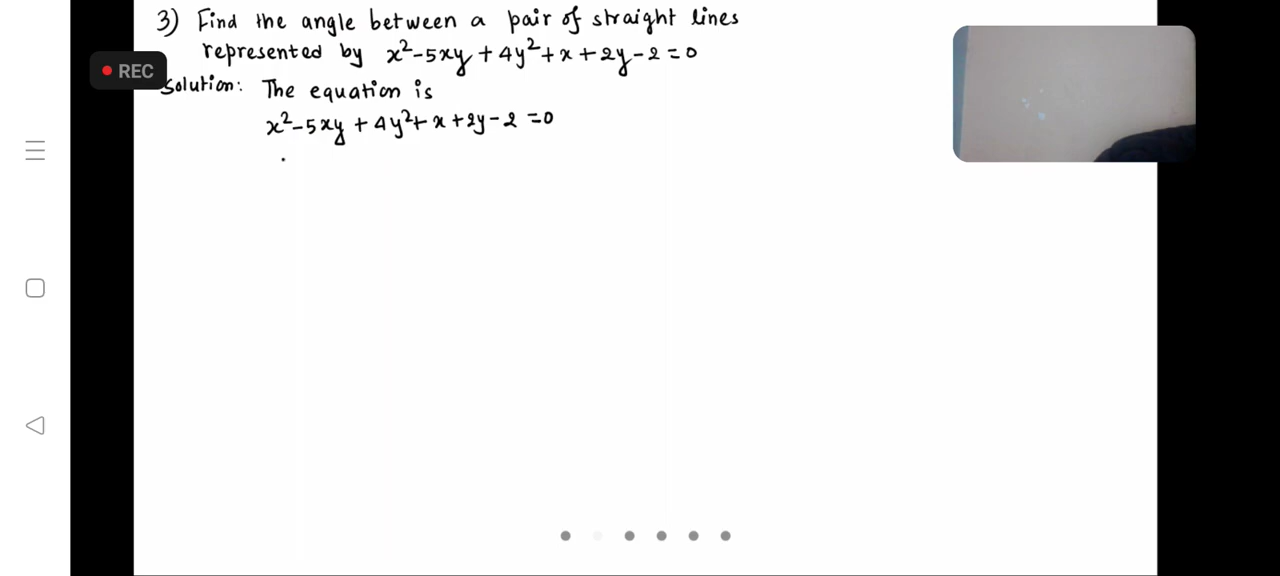 3) Find the angle between a pair of straight lines
represented by x²-5xy+4y²+x+2y-2=0
REC
Solution: The equation is
x²-5xy+4y²+x+2y-2=0